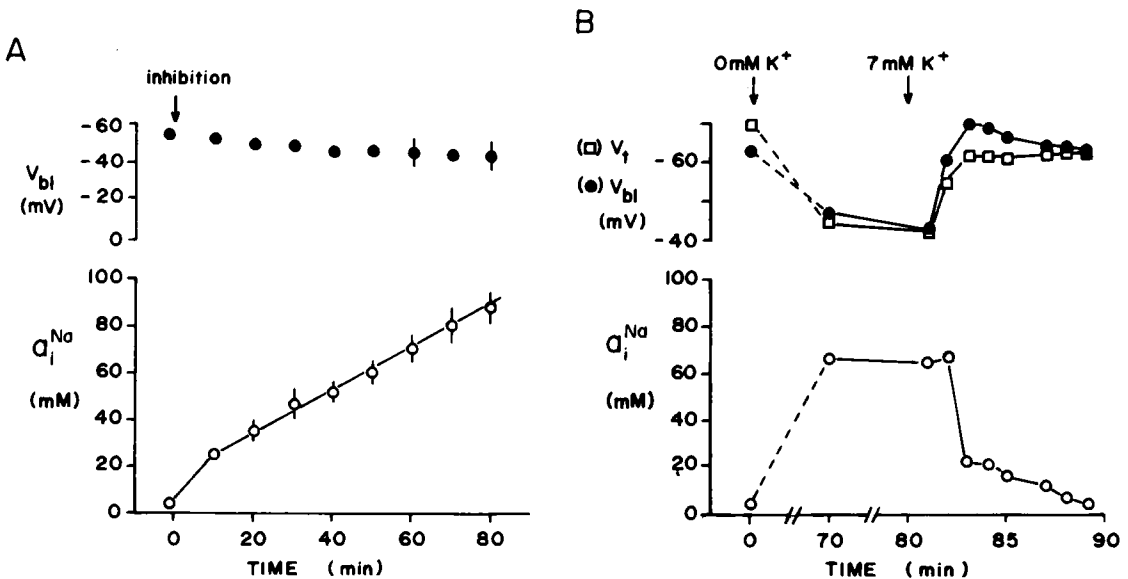 A
inhibition
-60
-40
-20
0
V_bl
(mV)
100
80
60
40
20
0
a_i^Na
(mM)
0 20 40 60 80
TIME (min)
B
0mM K+
7mM K+
(□) V_t
(●) V_bl
(mV)
-60
-40
80
60
40
20
0
a_i^Na
(mM)
0 70 80 85 90
TIME (min)